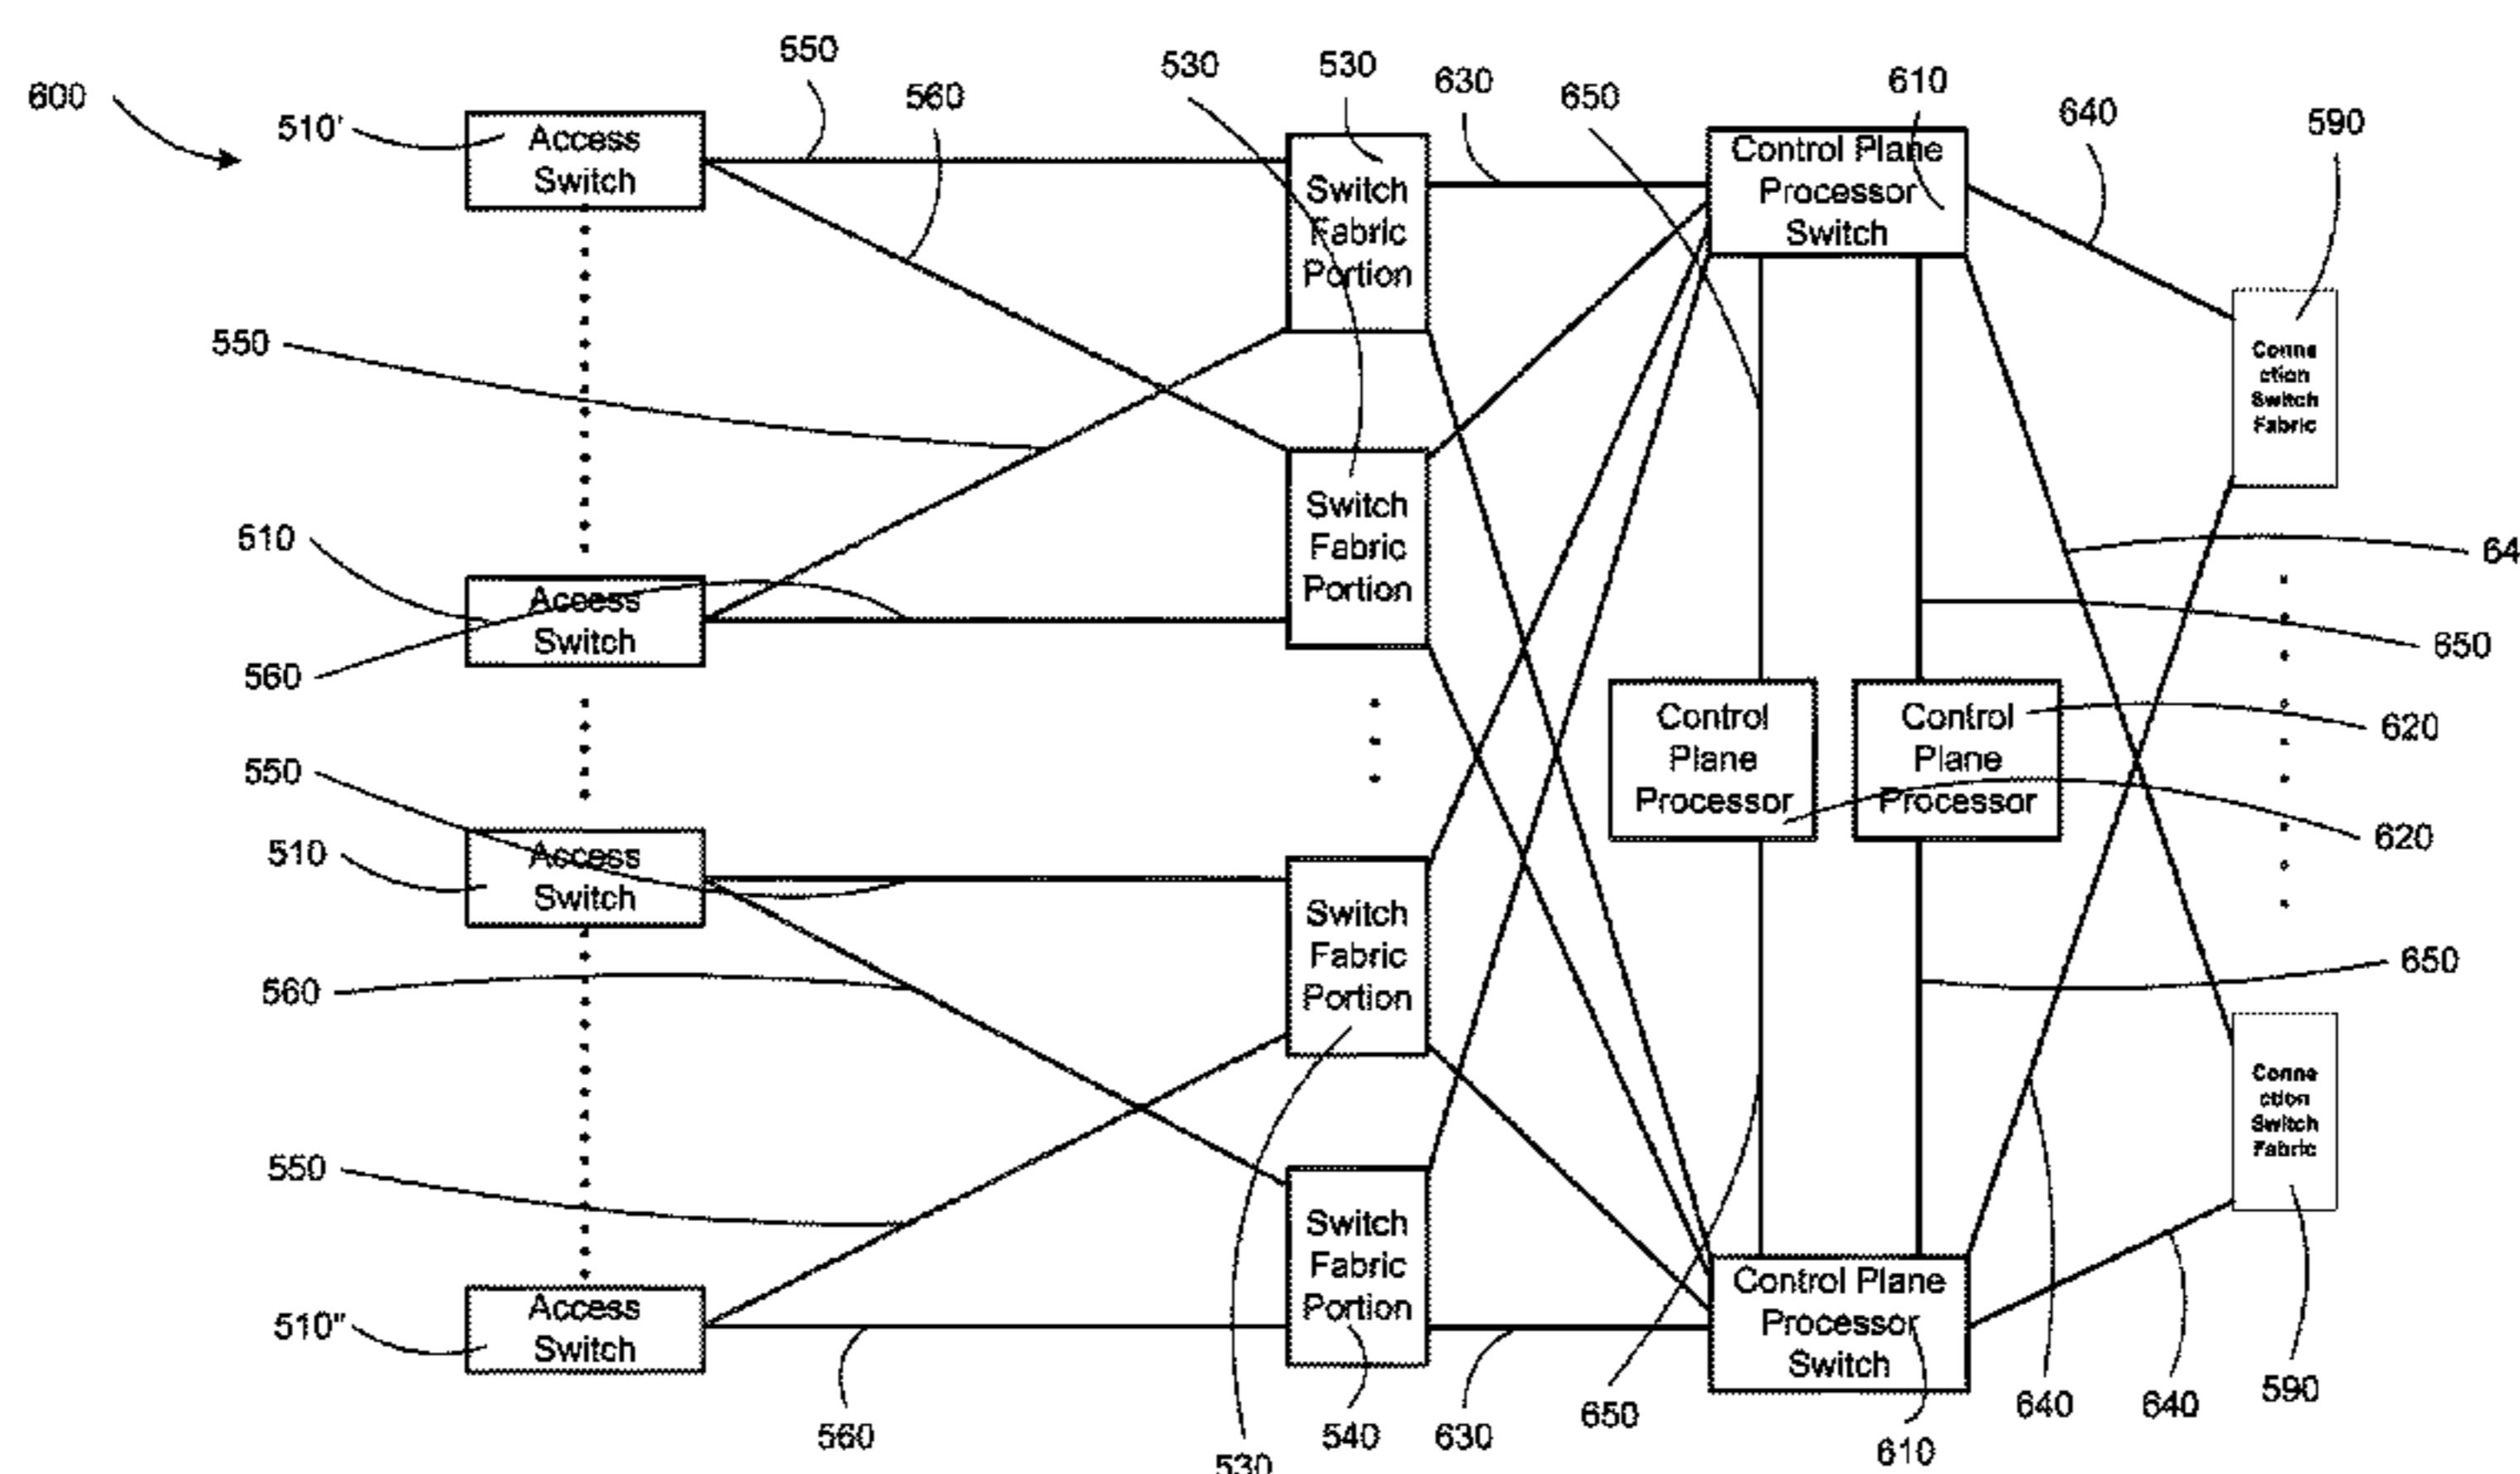 550
530
530
630
650
610
640
590
600
560
510'
Access
Switch
Switch
Fabric
Portion
Control Plane
Processor
Switch
550
Conne
ction
Switch
Fabric
510
Access
Switch
Switch
Fabric
Portion
64
650
560
Control
Plane
Processor
Control
Plane
Processor
620
620
550
510
Access
Switch
Switch
Fabric
Portion
650
560
Conne
ction
Switch
Fabric
550
Switch
Fabric
Portion
510"
Access
Switch
Control Plane
Processor
Switch
560
530
540
630
650
610
640
640
590